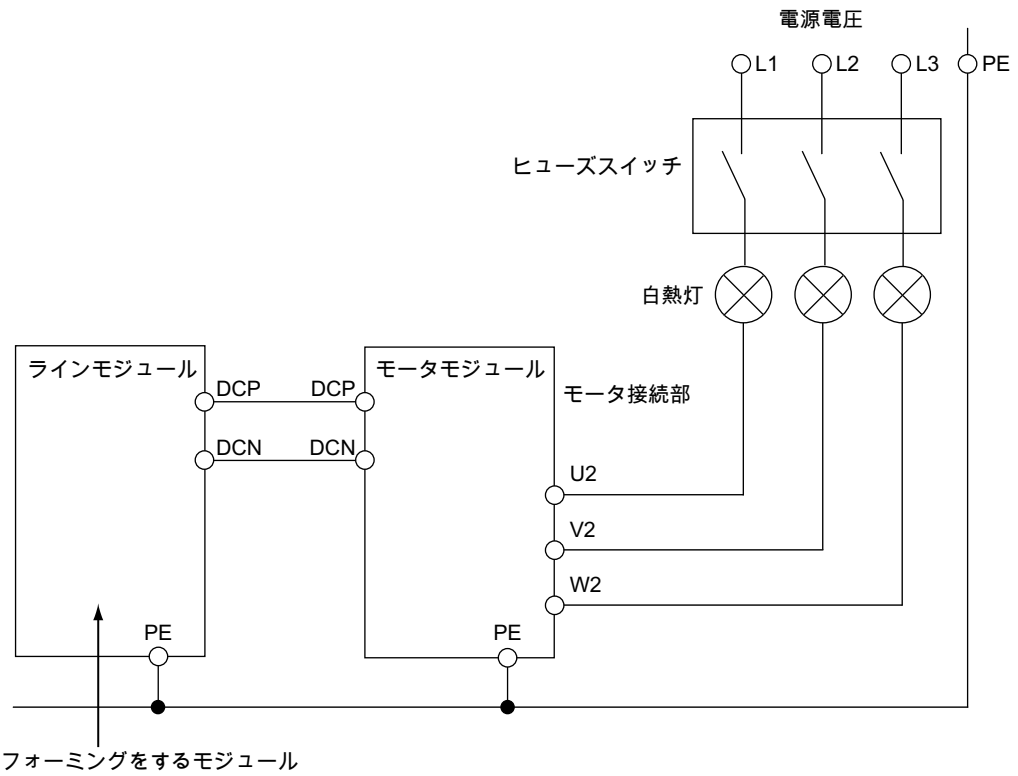 電源電圧
L1 L2 L3 PE
ヒューズスイッチ
白熱灯
ラインモジュール
モータモジュール
DCP DCP
モータ接続部
DCN DCN
U2
V2
W2
PE PE
フォーミングをするモジュール